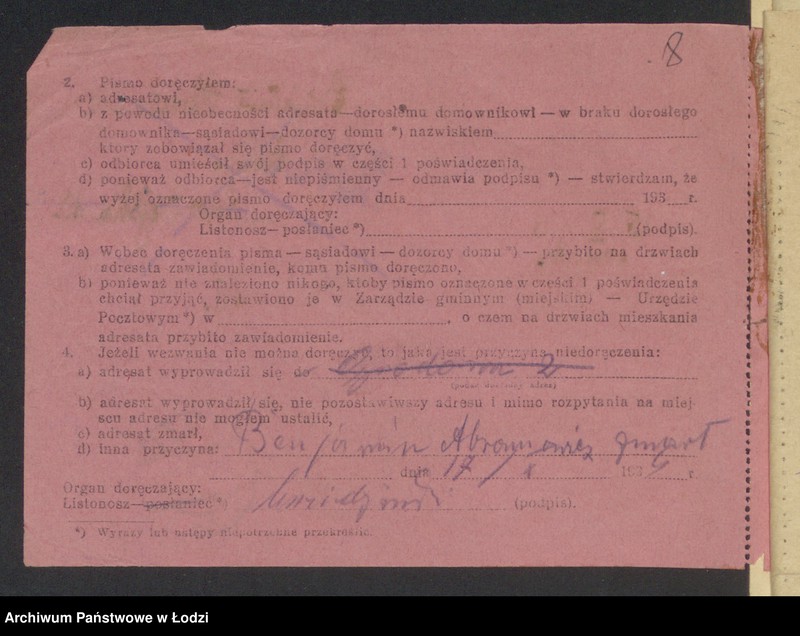 8
2. Pismo doręczyłem:
a) adresatowi,
b) z powodu nieobecności adresata—dorosłemu domownikowi — w braku dorosłego
domownika—sąsiadowi—dozorcy domu *) nazwiskiem
który zobowiązał się pismo doręczyć,
c) odbiorca umieścił swój podpis w części 1 poświadczenia,
d) ponieważ odbiorca—jest niepiśmienny — odmawia podpisu *) — stwierdzam, że
wyżej oznaczone pismo doręczyłem dnia 193 r.
Organ doręczający:
Listonosz— posłaniec *) (podpis).
3. a) Wobec doręczenia pisma — sąsiadowi — dozorcy domu *) — przybito na drzwiach
adresata zawiadomienie, komu pismo doręczono,
b) ponieważ nie znaleziono nikogo, ktoby pismo oznaczone w części 1 poświadczenia
chciał przyjąć, zostawiono je w Zarządzie gminnym (miejskim) — Urzędzie
Pocztowym *) w , o czem na drzwiach mieszkania
adresata przybito zawiadomienie.
4. Jeżeli wezwania nie można doręczyć, to jaka jest przyczyna niedoręczenia:
a) adresat wyprowadził się do
(podać dokładny adres)
b) adresat wyprowadził się, nie pozostawiwszy adresu i mimo rozpytania na miej-
scu adresu nie mogłem ustalić,
c) adresat zmarł,
d) inna przyczyna: Benjamin Abramowicz zmarł
dnia 17/X 193 r.
Organ doręczający:
Listonosz—posłaniec *) (podpis).
*) Wyrazy lub ustępy niepotrzebne przekreślić.
Archiwum Państwowe w Łodzi